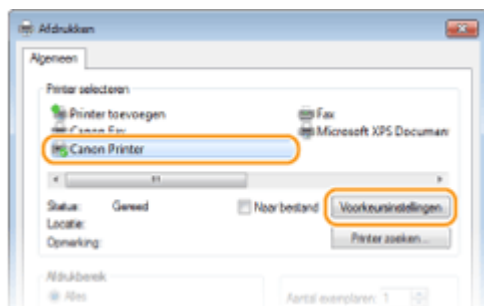 Afdrukken
Algemeen
Printer selecteren
Printer toevoegen Fax
Canon Fax Microsoft XPS Documen
Canon Printer
Status: Gereed Naar bestand Voorkeursinstellingen
Locatie:
Opmerking: Printer zoeken...
Afdrukbereik
Alles Aantal exemplaren: 1